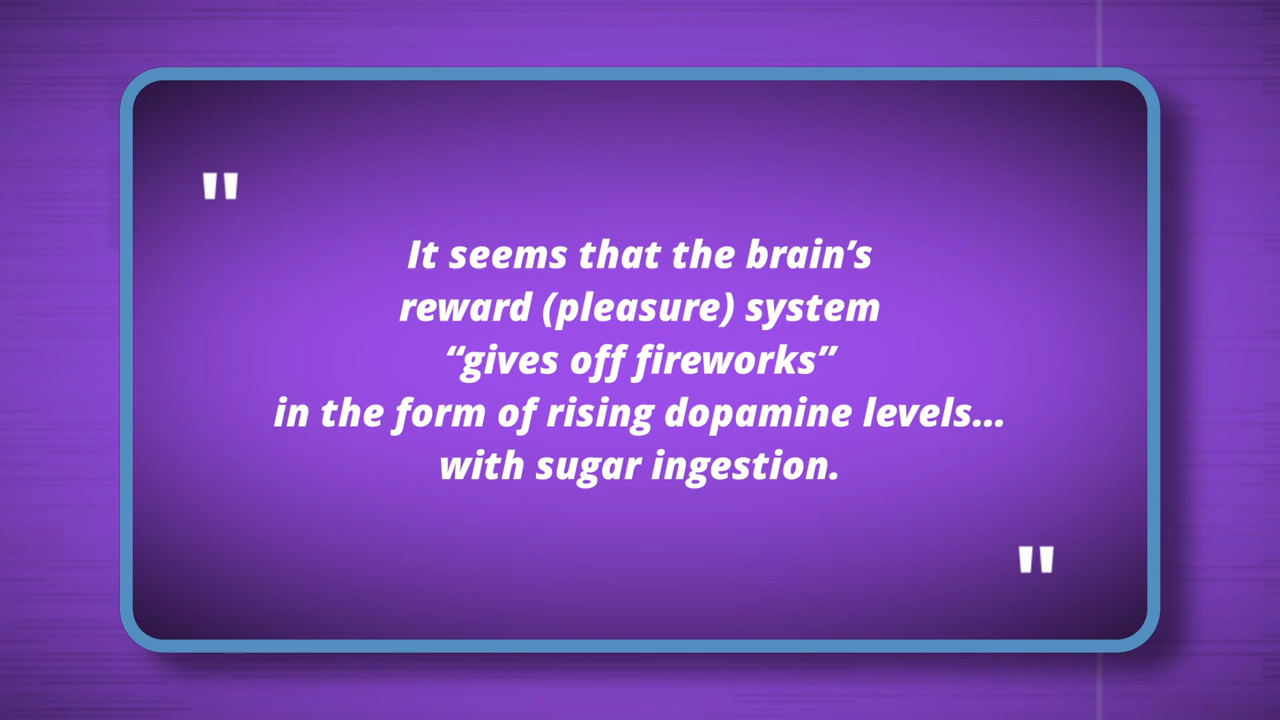 "
It seems that the brain’s
reward (pleasure) system
“gives off fireworks”
in the form of rising dopamine levels...
with sugar ingestion.
"